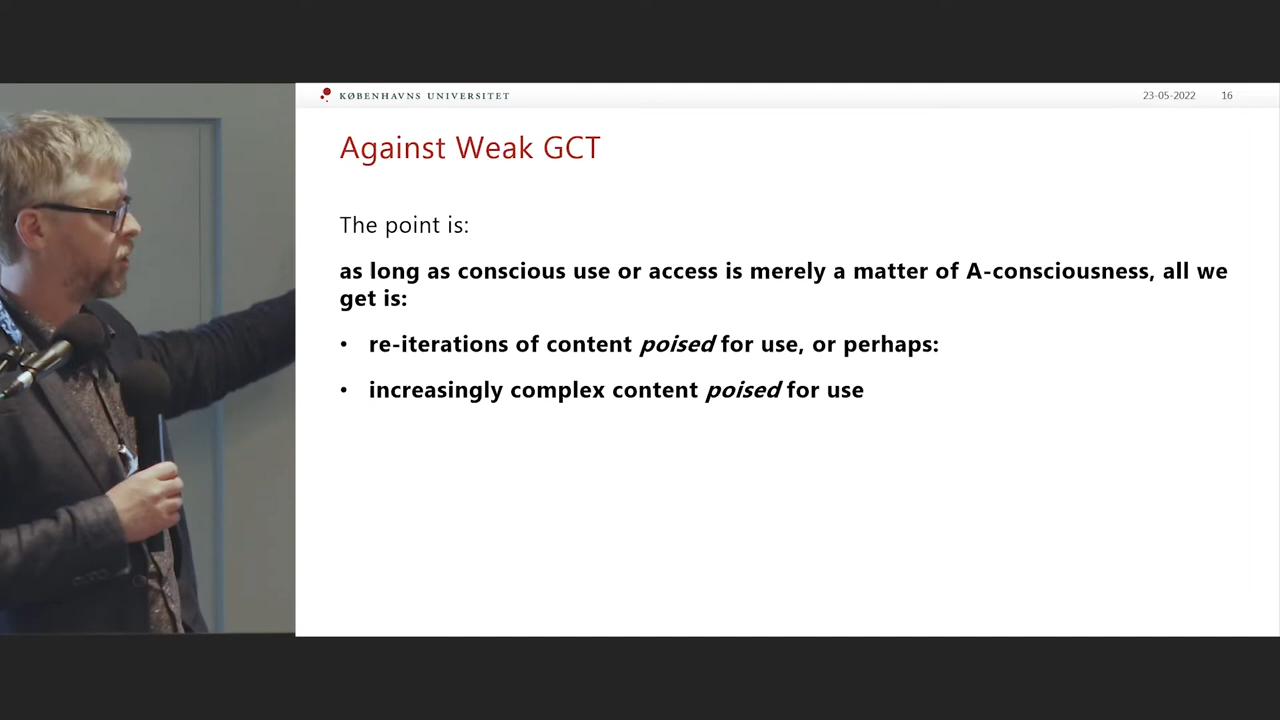 KØBENHAVNS UNIVERSITET
23-05-2022 16
Against Weak GCT
The point is:
as long as conscious use or access is merely a matter of A-consciousness, all we
get is:
• re-iterations of content poised for use, or perhaps:
• increasingly complex content poised for use